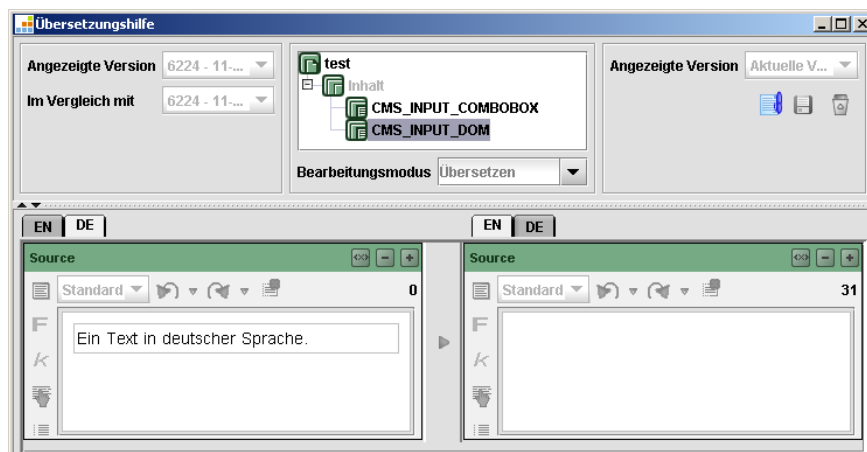 Übersetzungshilfe
Angezeigte Version 6224 - 11-...
Im Vergleich mit 6224 - 11-...
test
Inhalt
CMS_INPUT_COMBOBOX
CMS_INPUT_DOM
Bearbeitungsmodus Übersetzen
Angezeigte Version Aktuelle V...
EN DE
Source
Standard 0
F
k
Ein Text in deutscher Sprache.
EN DE
Source
Standard 31
F
k